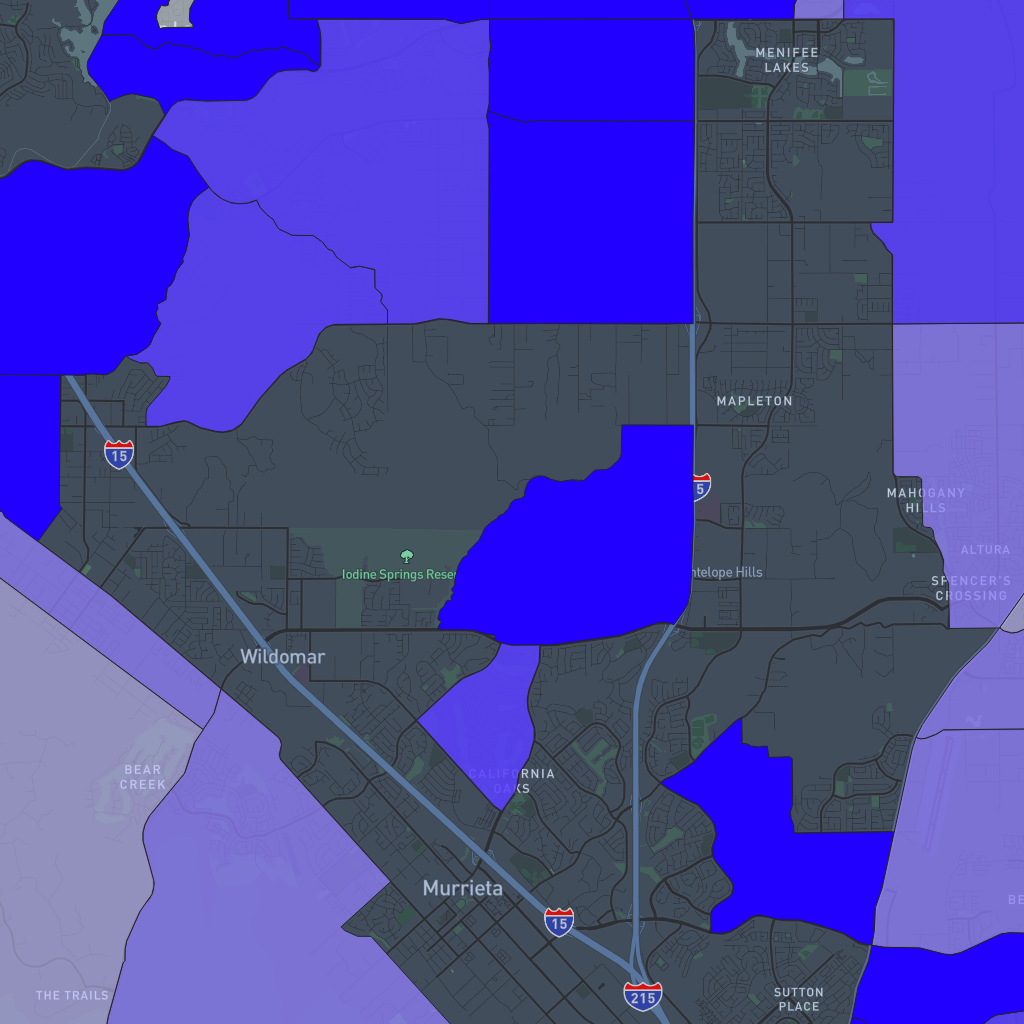 MENIFEE
LAKES
MAPLETON
15
5
MAHOGANY
HILLS
ALTURA
Iodine Springs Reser
ntelope Hills
SPENCER'S
CROSSING
Wildomar
BEAR
CREEK
CALIFORNIA
OAKS
Murrieta
BE
15
THE TRAILS
215
SUTTON
PLACE